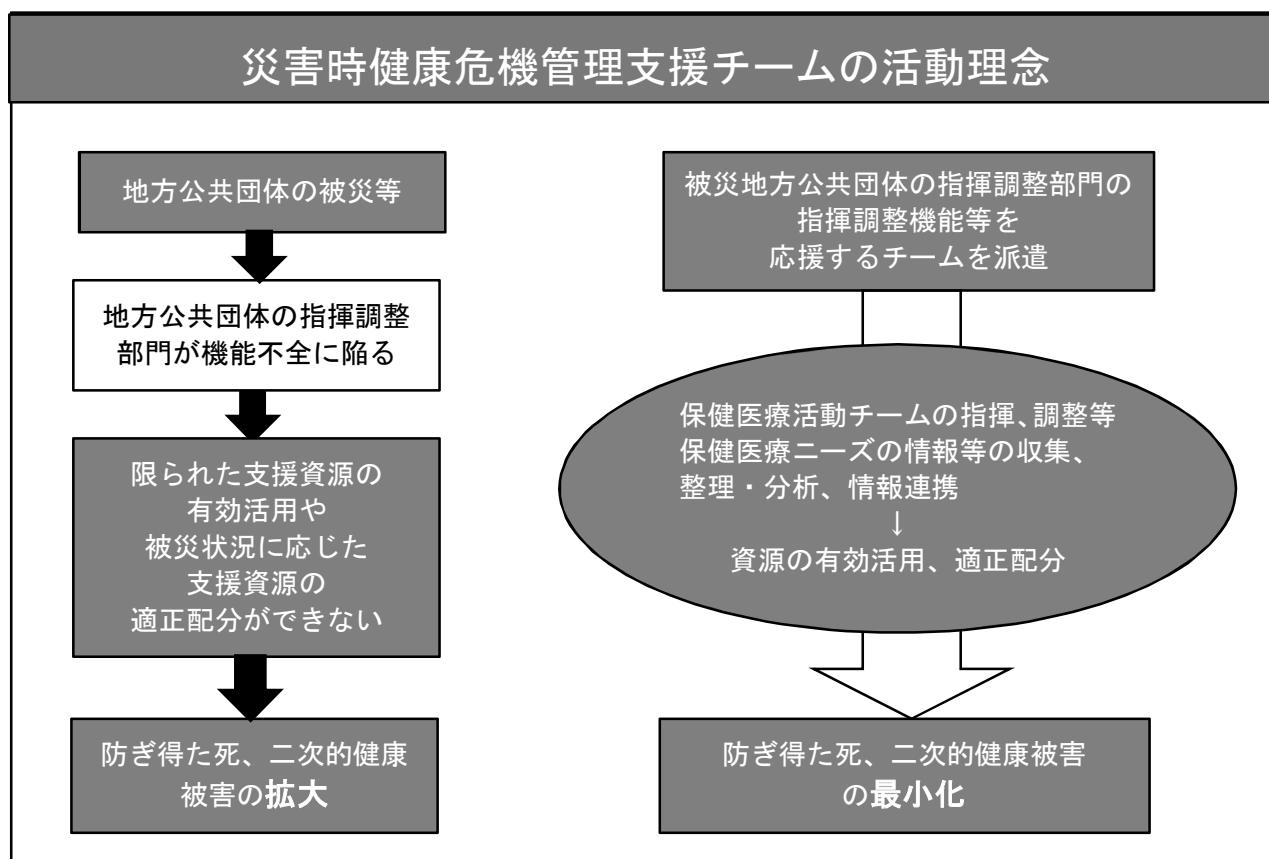 災害時健康危機管理支援チームの活動理念
地方公共団体の被災等
地方公共団体の指揮調整
部門が機能不全に陥る
限られた支援資源の
有効活用や
被災状況に応じた
支援資源の
適正配分ができない
防ぎ得た死、二次的健康
被害の拡大
被災地方公共団体の指揮調整部門の
指揮調整機能等を
応援するチームを派遣
保健医療活動チームの指揮、調整等
保健医療ニーズの情報等の収集、
整理・分析、情報連携
↓
資源の有効活用、適正配分
防ぎ得た死、二次的健康被害
の最小化